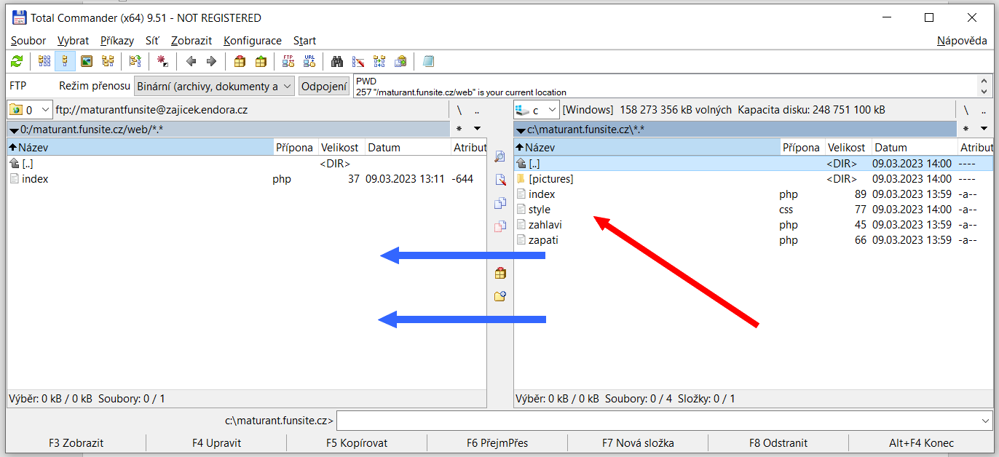 Total Commander (x64) 9.51 - NOT REGISTERED
Soubor Vybrat Příkazy Síť Zobrazit Konfigurace Start Nápověda
FTP URL
FTP Režim přenosu Binární (archivy, dokumenty a Odpojení
PWD
257 "/maturant.funsite.cz/web" is your current location
0 ftp://maturantfunsite@zajicek.endora.cz \ ..
c [Windows] 158 273 356 kB volných Kapacita disku: 248 751 100 kB \ ..
0:/maturant.funsite.cz/web/*.* *
c:\maturant.funsite.cz\*.* *
Název Přípona Velikost Datum Atribut
[..] <DIR>
index php 37 09.03.2023 13:11 -644
Výběr: 0 kB / 0 kB Soubory: 0 / 1
Název Přípona Velikost Datum Atribut
[..] <DIR> 09.03.2023 14:00 ----
[pictures] <DIR> 09.03.2023 14:00 ----
index php 89 09.03.2023 13:59 -a--
style css 77 09.03.2023 14:00 -a--
zahlavi php 45 09.03.2023 13:59 -a--
zapati php 66 09.03.2023 13:59 -a--
Výběr: 0 kB / 0 kB Soubory: 0 / 4 Složky: 0 / 1
c:\maturant.funsite.cz>
F3 Zobrazit F4 Upravit F5 Kopírovat F6 PřejmPřes F7 Nová složka F8 Odstranit Alt+F4 Konec